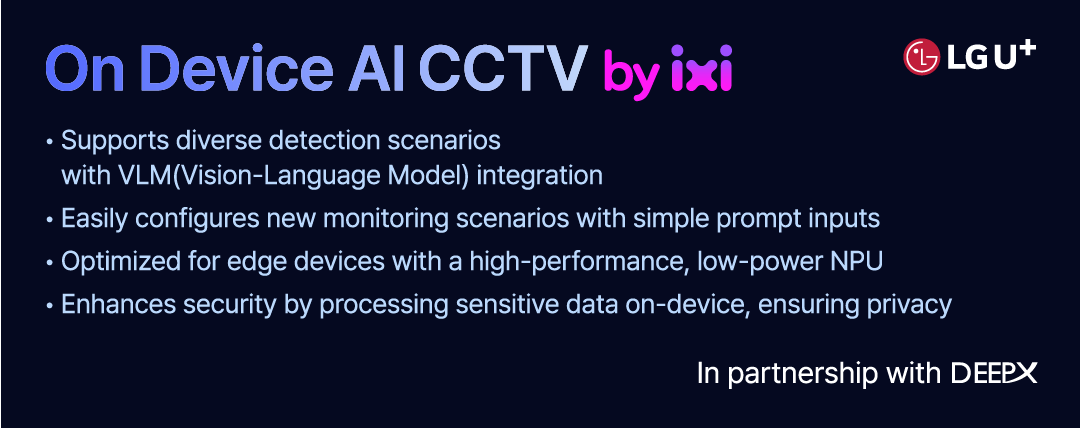 On Device AI CCTV by ixi
LG U+
• Supports diverse detection scenarios
with VLM(Vision-Language Model) integration
• Easily configures new monitoring scenarios with simple prompt inputs
• Optimized for edge devices with a high-performance, low-power NPU
• Enhances security by processing sensitive data on-device, ensuring privacy
In partnership with DEEPX